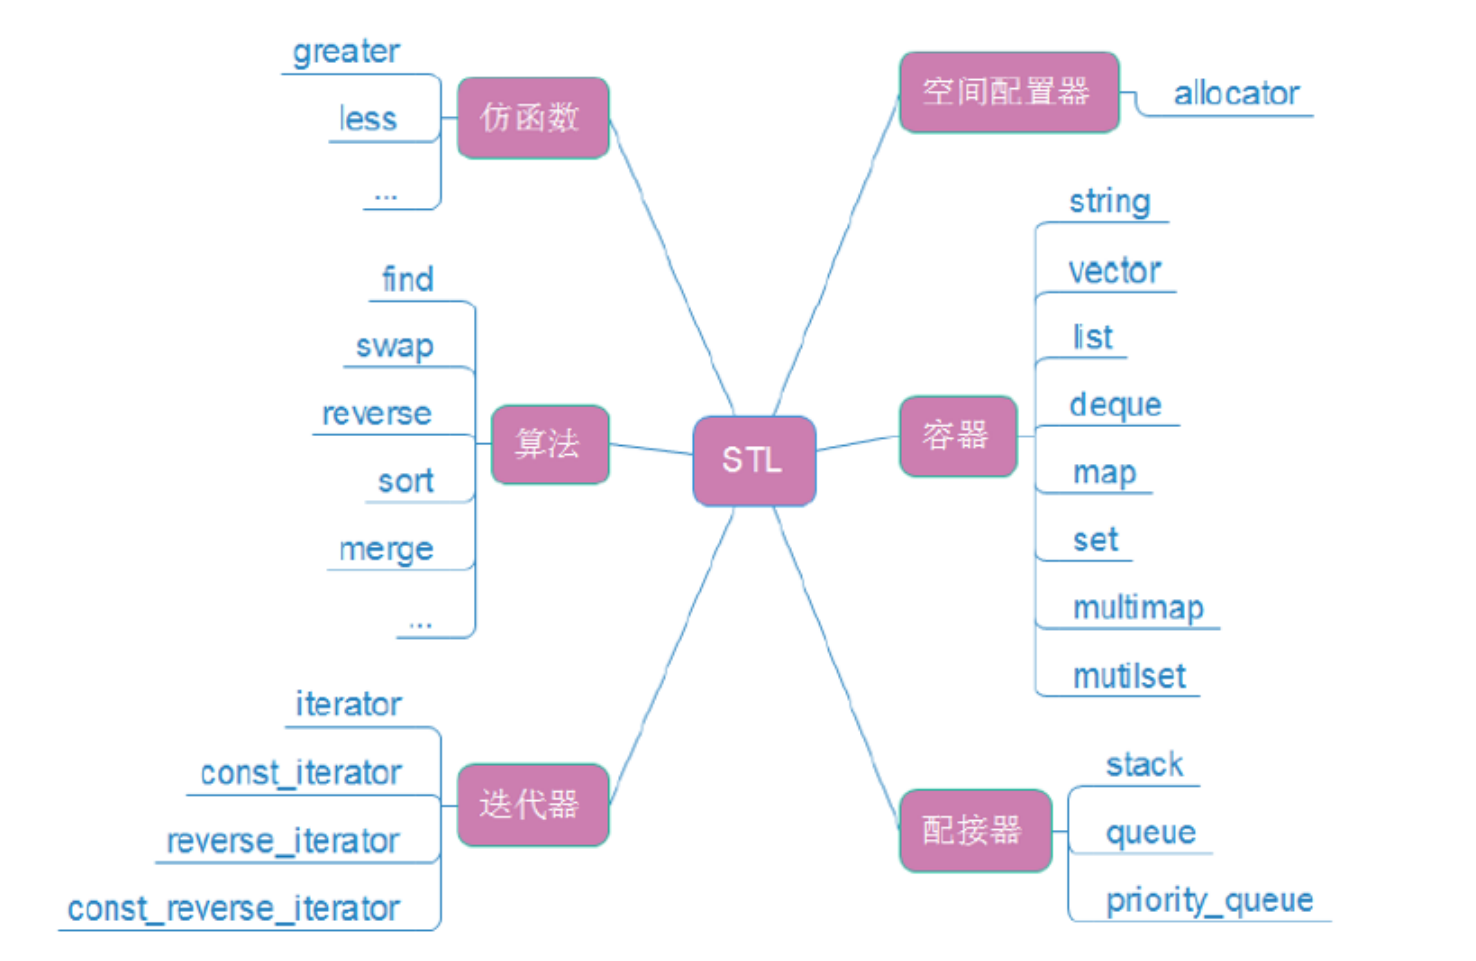 STL
仿函数
greater
less
...
算法
find
swap
reverse
sort
merge
...
迭代器
iterator
const_iterator
reverse_iterator
const_reverse_iterator
空间配置器
allocator
容器
string
vector
list
deque
map
set
multimap
mutilset
配接器
stack
queue
priority_queue